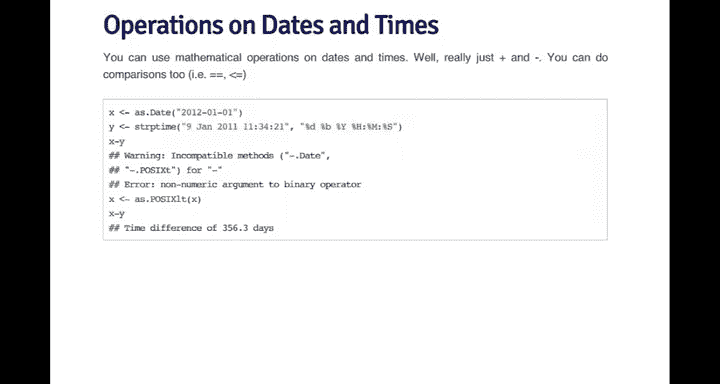 Operations on Dates and Times
You can use mathematical operations on dates and times. Well, really just + and -. You can do
comparisons too (i.e. ==, <=)
x <- as.Date("2012-01-01")
y <- strptime("9 Jan 2011 11:34:21", "%d %b %Y %H:%M:%S")
x-y
## Warning: Incompatible methods ("-.Date",
## "-.POSIXt") for "-"
## Error: non-numeric argument to binary operator
x <- as.POSIXlt(x)
x-y
## Time difference of 356.3 days